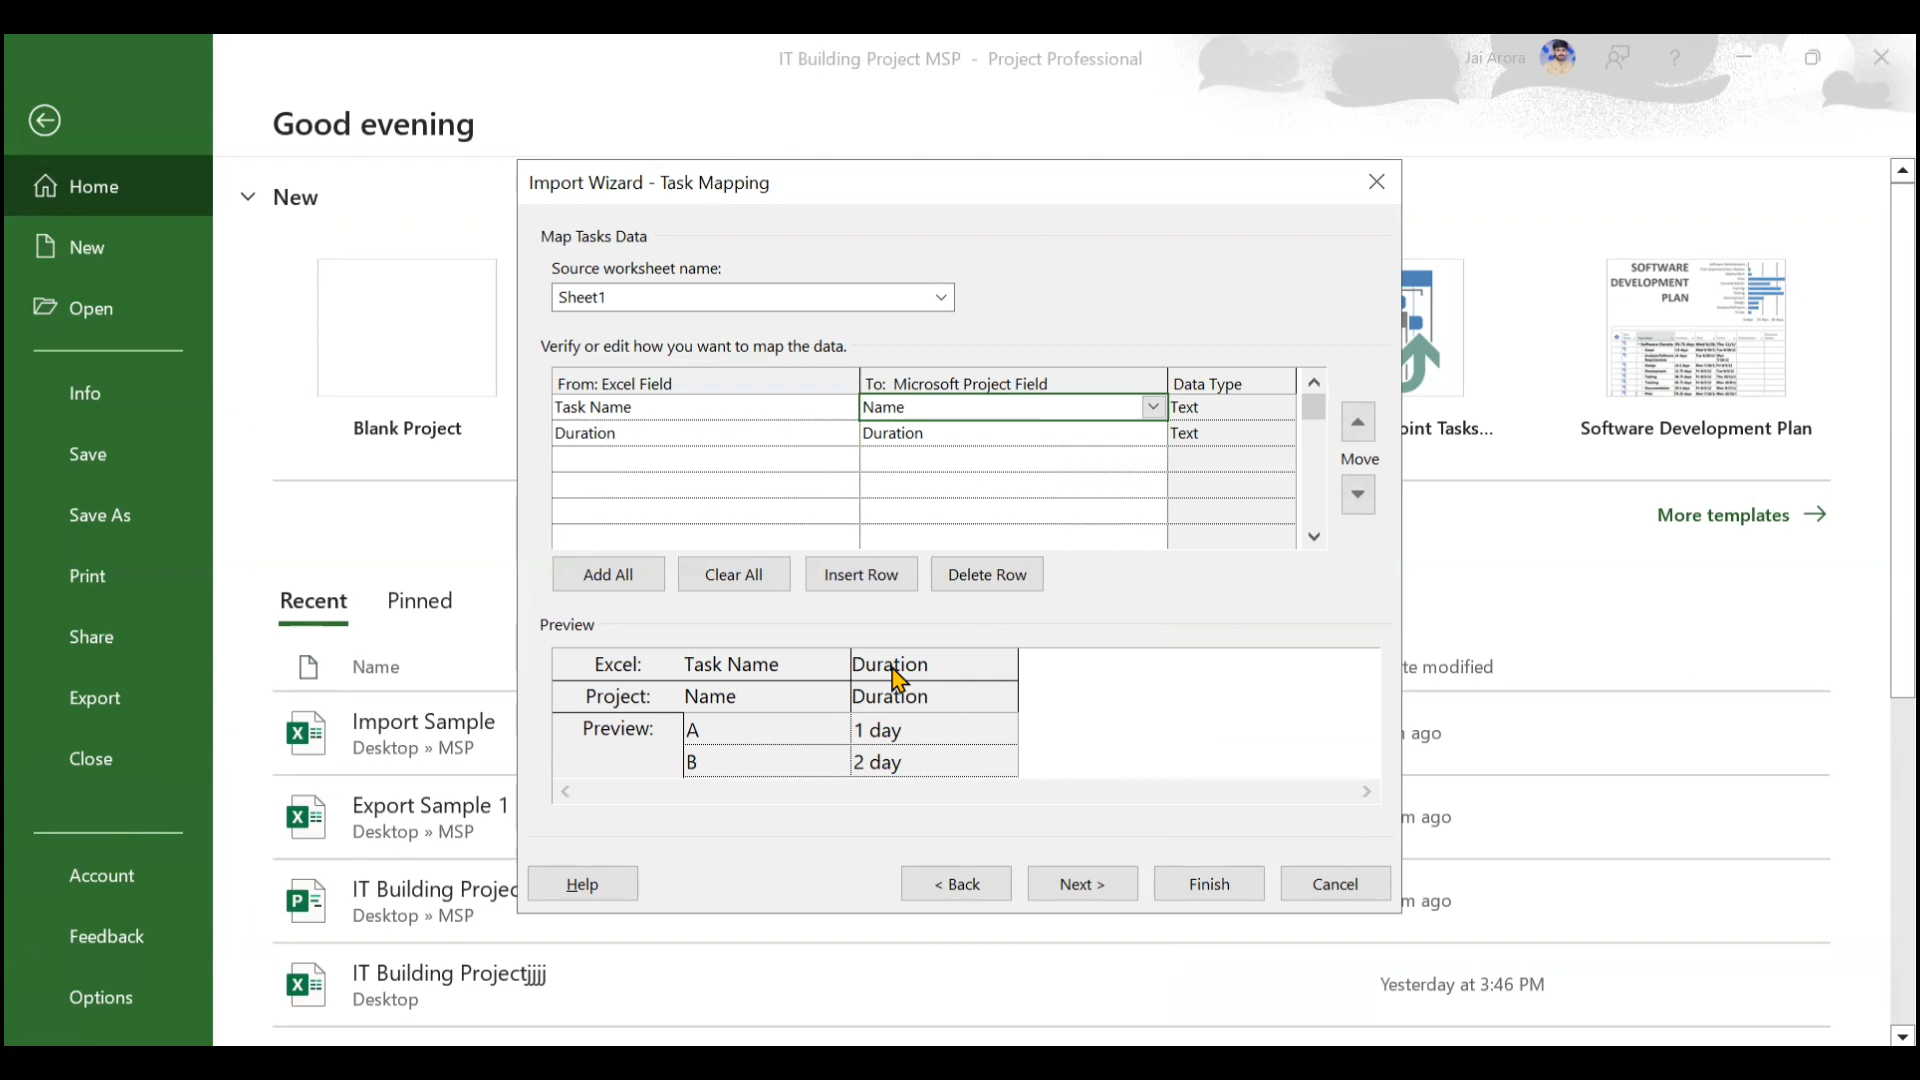 IT Building Project MSP - Project Professional
Jai Arora
?
Good evening
Home
New
Open
Info
Save
Save As
Print
Share
Export
Close
Account
Feedback
Options
New
Blank Project
oint Tasks...
SOFTWARE
DEVELOPMENT
PLAN
Software Development Plan
More templates
Recent Pinned
Name
te modified
Import Sample
Desktop » MSP
ago
Export Sample 1
Desktop » MSP
m ago
IT Building Projec
Desktop » MSP
m ago
IT Building Projectjjjj
Desktop
Yesterday at 3:46 PM
Import Wizard - Task Mapping
Map Tasks Data
Source worksheet name:
Sheet1
Verify or edit how you want to map the data.
From: Excel Field To: Microsoft Project Field Data Type
Task Name Name Text
Duration Duration Text
Move
Add All Clear All Insert Row Delete Row
Preview
Excel: Task Name Duration
Project: Name Duration
Preview: A 1 day
B 2 day
Help < Back Next > Finish Cancel